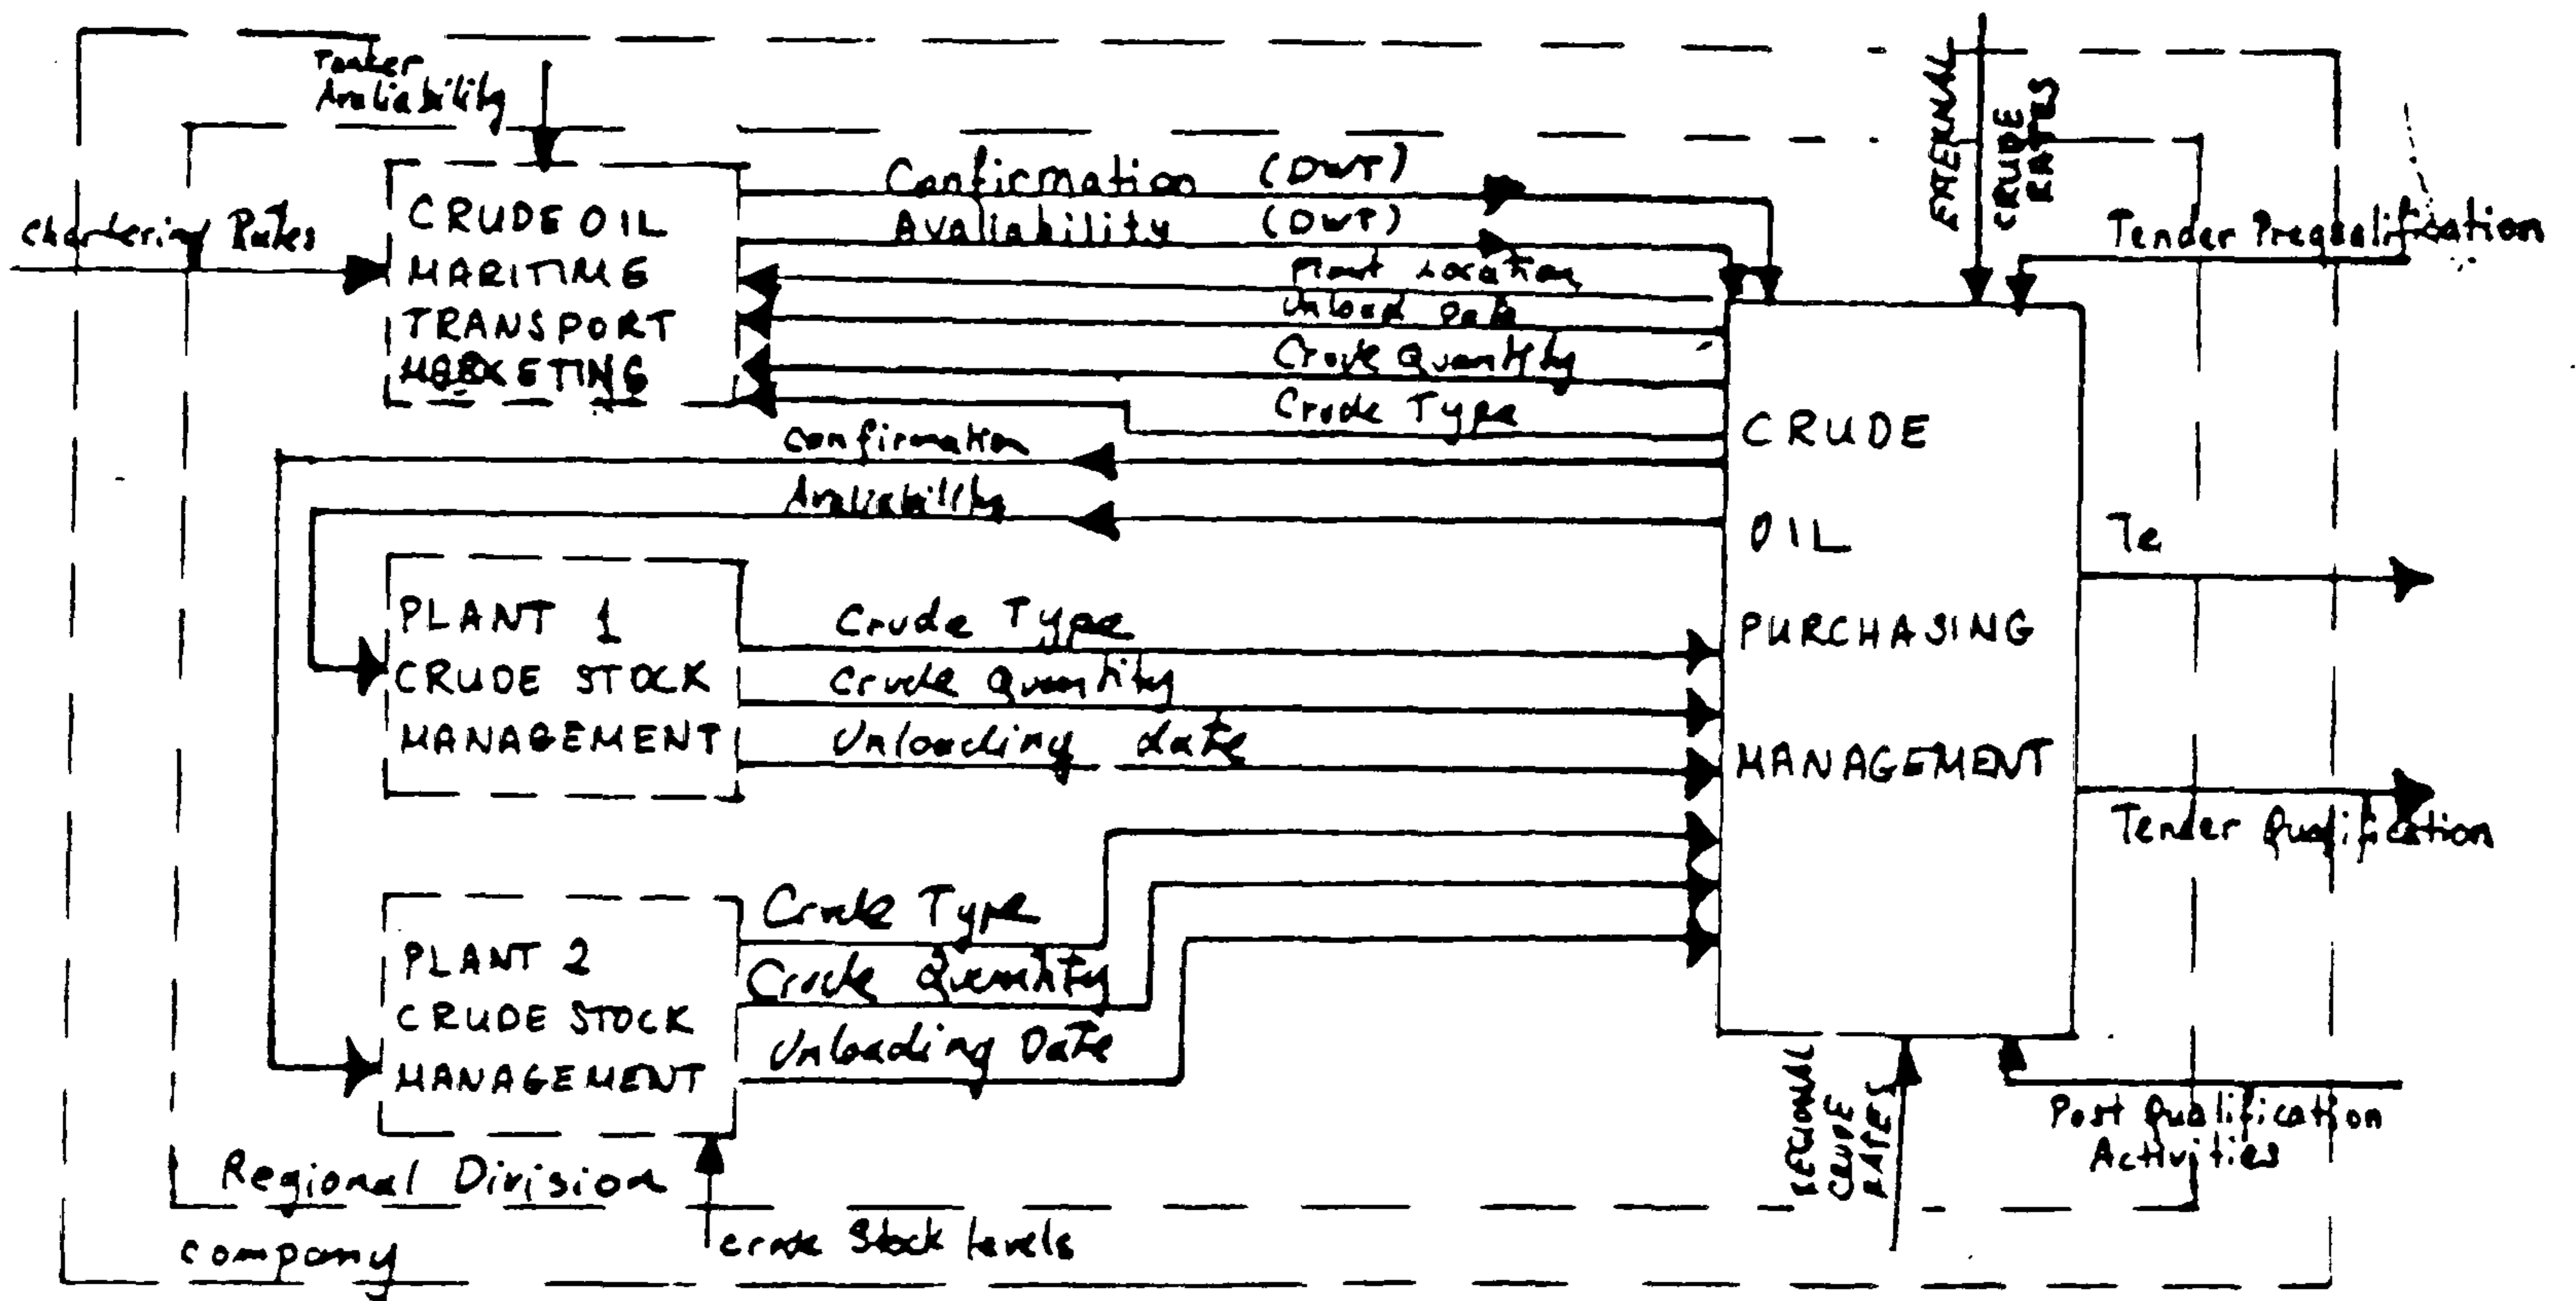 Tanker
Avaliability
EXTERNAL
CRUDE
RATES
Chartering Rates
CRUDE OIL
MARITIME
TRANSPORT
MARKETING
Confirmation (DWT)
Avaliability (DWT)
Plant Location
Unload Date
Crude Quantity
Crude Type
Tender Prequalification
Confirmation
Avaliability
CRUDE
OIL
PURCHASING
MANAGEMENT
Te
Tender Qualification
PLANT 1
CRUDE STOCK
MANAGEMENT
Crude Type
Crude Quantity
Unloading date
PLANT 2
CRUDE STOCK
MANAGEMENT
Crude Type
Crude Quantity
Unloading Date
REGIONAL
CRUDE
RATES
Post Qualification
Activities
Regional Division
Crude Stock Levels
Company